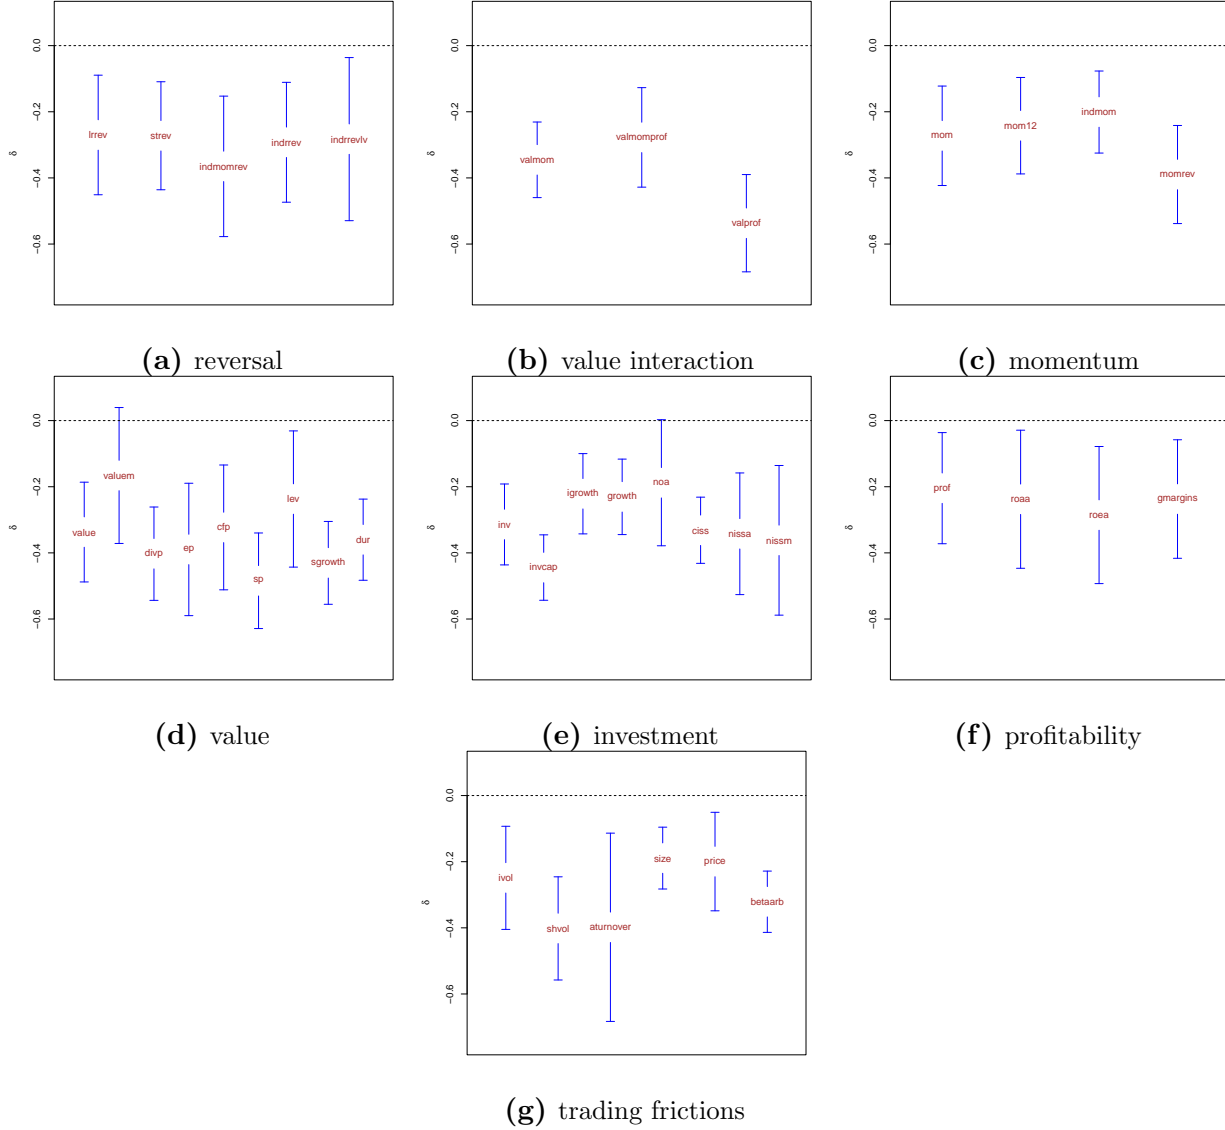 0.0
−0.2
−0.4
−0.6
δ
lrrev
strev
indmomrev
indrrev
indrrevlv
(a) reversal
0.0
−0.2
−0.4
−0.6
δ
valmom
valmomprof
valprof
(b) value interaction
0.0
−0.2
−0.4
−0.6
δ
mom
mom12
indmom
momrev
(c) momentum
0.0
−0.2
−0.4
−0.6
δ
value
valuem
divp
ep
cfp
sp
lev
sgrowth
dur
(d) value
0.0
−0.2
−0.4
−0.6
δ
inv
invcap
igrowth
growth
noa
ciss
nissa
nissm
(e) investment
0.0
−0.2
−0.4
−0.6
δ
prof
roaa
roea
gmargins
(f) profitability
0.0
−0.2
−0.4
−0.6
δ
ivol
shvol
aturnover
size
price
betaarb
(g) trading frictions